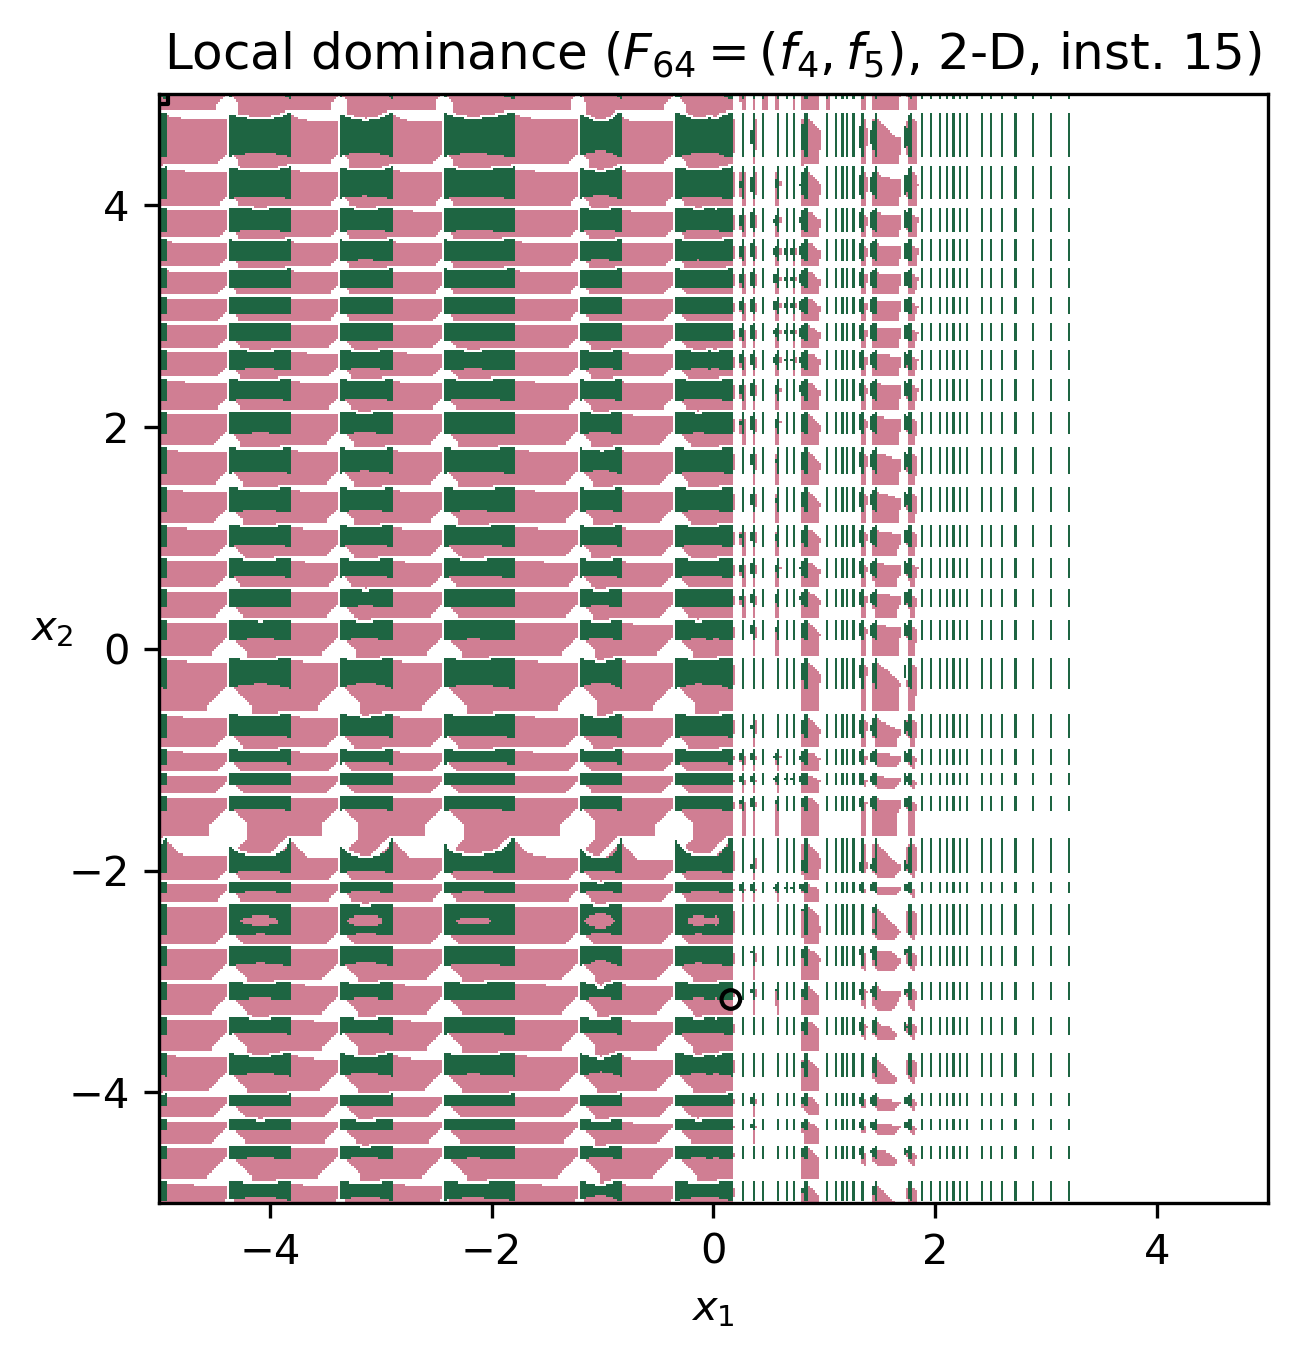 Local dominance (F64 = (f4, f5), 2-D, inst. 15)
4
2
x2 0
−2
−4
−4 −2 0 2 4
x1